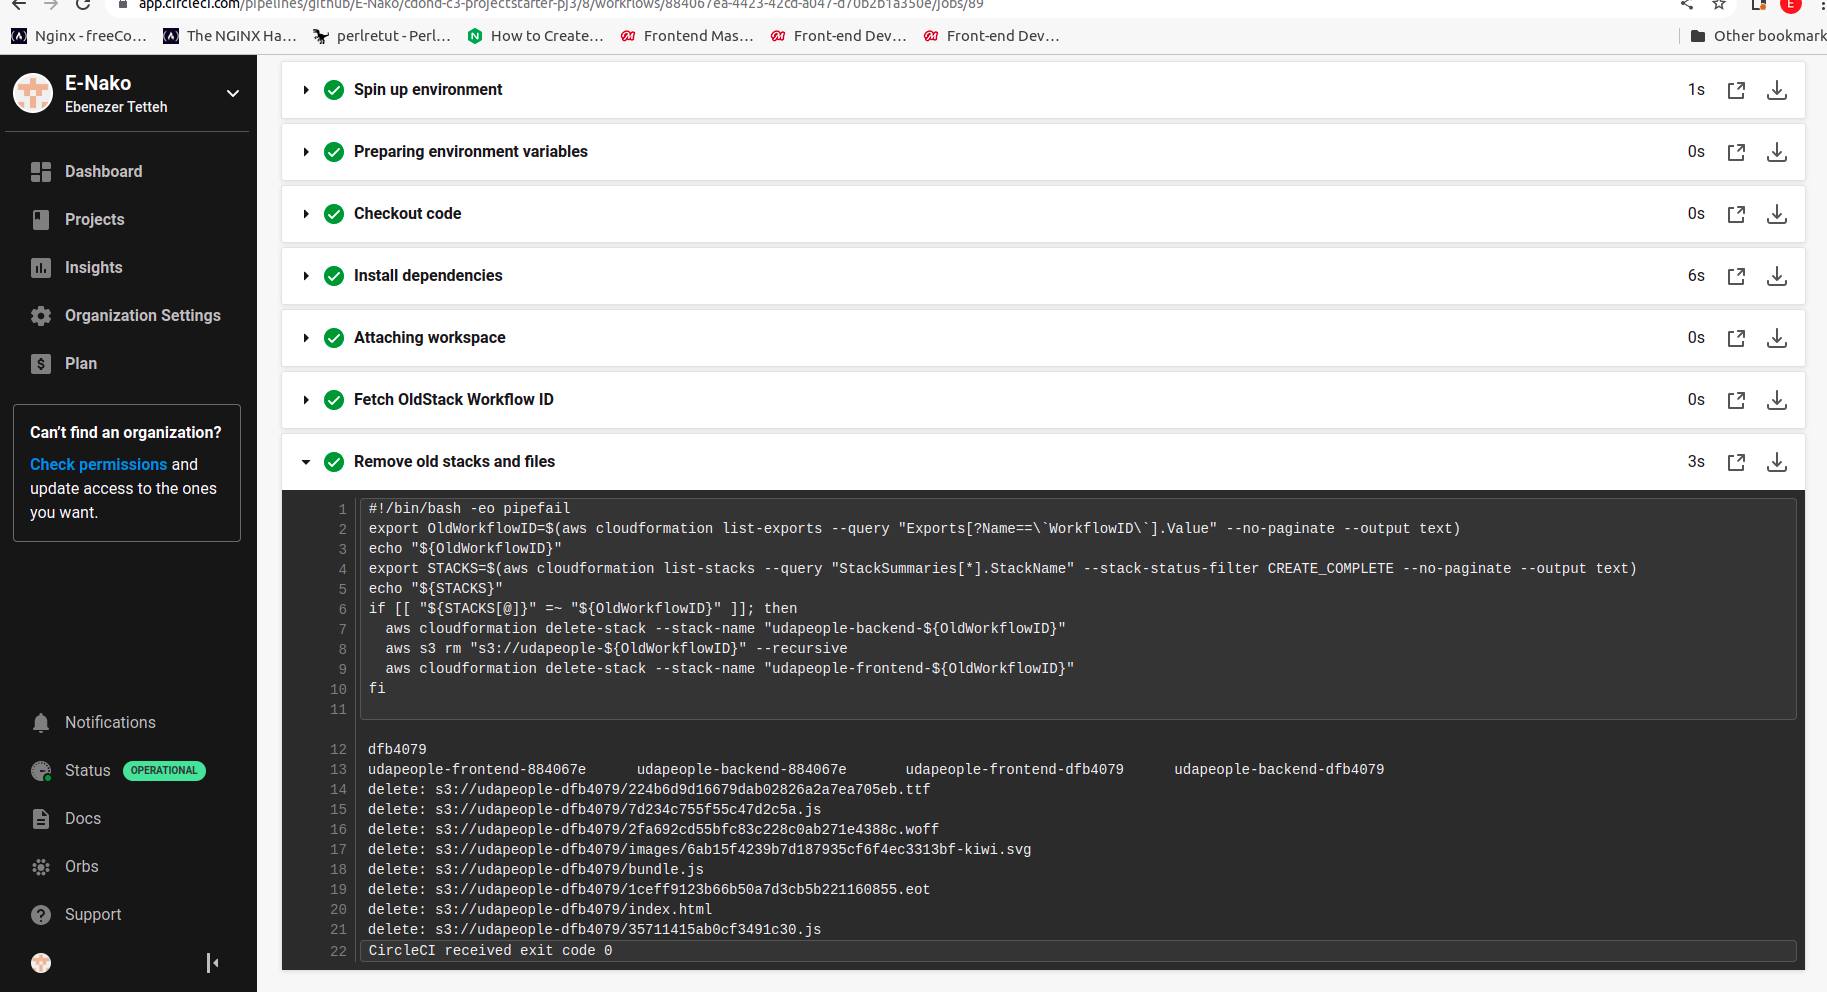 app.circleci.com/pipelines/github/E-Nako/cdond-c3-projectstarter-pj3/8/workflows/884067ea-4423-42cd-a047-d70b2b1a350e/jobs/89
E
Nginx - freeCo...
The NGINX Ha...
perlretut - Perl...
How to Create...
Frontend Mas...
Front-end Dev...
Front-end Dev...
Other bookmark
E-Nako
Ebenezer Tetteh
Dashboard
Projects
Insights
Organization Settings
Plan
Can't find an organization?
Check permissions and
update access to the ones
you want.
Notifications
Status OPERATIONAL
Docs
Orbs
Support
Spin up environment 1s
Preparing environment variables 0s
Checkout code 0s
Install dependencies 6s
Attaching workspace 0s
Fetch OldStack Workflow ID 0s
Remove old stacks and files 3s
1 #!/bin/bash -eo pipefail
2 export OldWorkflowID=$(aws cloudformation list-exports --query "Exports[?Name==\`WorkflowID\`].Value" --no-paginate --output text)
3 echo "${OldWorkflowID}"
4 export STACKS=$(aws cloudformation list-stacks --query "StackSummaries[*].StackName" --stack-status-filter CREATE_COMPLETE --no-paginate --output text)
5 echo "${STACKS}"
6 if [[ "${STACKS[@]}" =~ "${OldWorkflowID}" ]]; then
7   aws cloudformation delete-stack --stack-name "udapeople-backend-${OldWorkflowID}"
8   aws s3 rm "s3://udapeople-${OldWorkflowID}" --recursive
9   aws cloudformation delete-stack --stack-name "udapeople-frontend-${OldWorkflowID}"
10 fi
11
12 dfb4079
13 udapeople-frontend-884067e udapeople-backend-884067e udapeople-frontend-dfb4079 udapeople-backend-dfb4079
14 delete: s3://udapeople-dfb4079/224b6d9d16679dab02826a2a7ea705eb.ttf
15 delete: s3://udapeople-dfb4079/7d234c755f55c47d2c5a.js
16 delete: s3://udapeople-dfb4079/2fa692cd55bfc83c228c0ab271e4388c.woff
17 delete: s3://udapeople-dfb4079/images/6ab15f4239b7d187935cf6f4ec3313bf-kiwi.svg
18 delete: s3://udapeople-dfb4079/bundle.js
19 delete: s3://udapeople-dfb4079/1ceff9123b66b50a7d3cb5b221160855.eot
20 delete: s3://udapeople-dfb4079/index.html
21 delete: s3://udapeople-dfb4079/35711415ab0cf3491c30.js
22 CircleCI received exit code 0